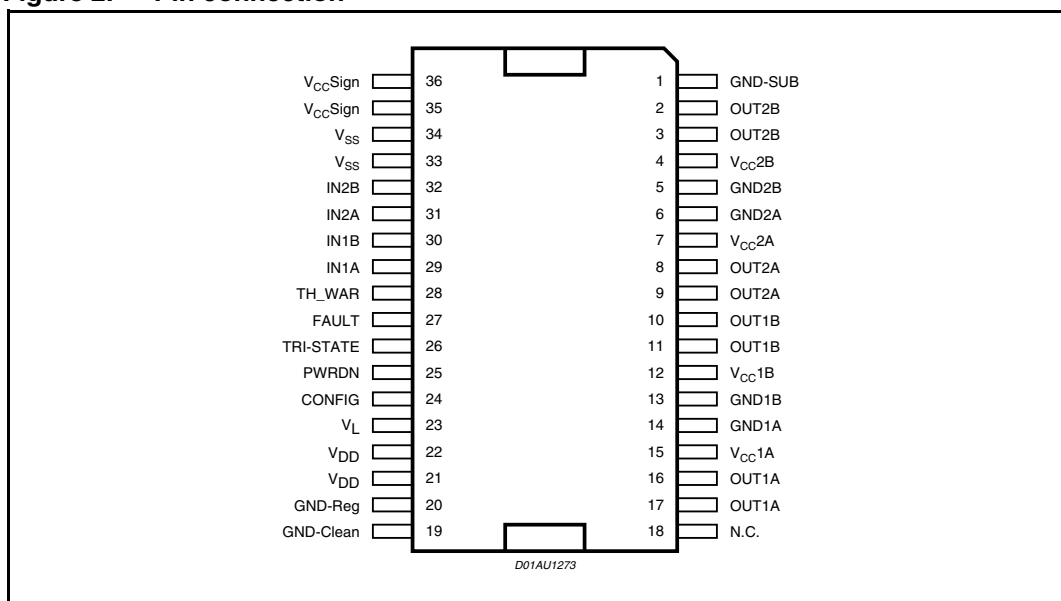 Figure 2. Pin connection
VCCSign 36 1 GND-SUB
VCCSign 35 2 OUT2B
VSS 34 3 OUT2B
VSS 33 4 VCC2B
IN2B 32 5 GND2B
IN2A 31 6 GND2A
IN1B 30 7 VCC2A
IN1A 29 8 OUT2A
TH_WAR 28 9 OUT2A
FAULT 27 10 OUT1B
TRI-STATE 26 11 OUT1B
PWRDN 25 12 VCC1B
CONFIG 24 13 GND1B
VL 23 14 GND1A
VDD 22 15 VCC1A
VDD 21 16 OUT1A
GND-Reg 20 17 OUT1A
GND-Clean 19 18 N.C.
D01AU1273